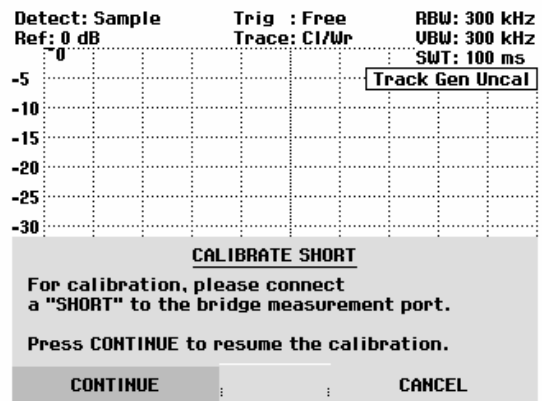 Detect: Sample Trig : Free RBW: 300 kHz
Ref: 0 dB Trace: Cl/Wr VBW: 300 kHz
0 SWT: 100 ms
-5 Track Gen Uncal
-10
-15
-20
-25
-30
CALIBRATE SHORT
For calibration, please connect
a "SHORT" to the bridge measurement port.
Press CONTINUE to resume the calibration.
CONTINUE CANCEL